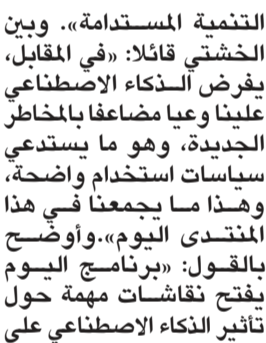 التنمية المستدامة». وبين
الخشتي قائلا: «في المقابل،
يفرض الذكاء الاصطناعي
علينا وعيا مضاعفا بالمخاطر
الجديدة، وهو ما يستدعي
سياسات استخدام واضحة،
وهذا ما يجمعنا في هذا
المنتدى اليوم».وأوضح
بالقول: «برنامج اليوم
يفتح نقاشات مهمة حول
تأثير الذكاء الاصطناعي على